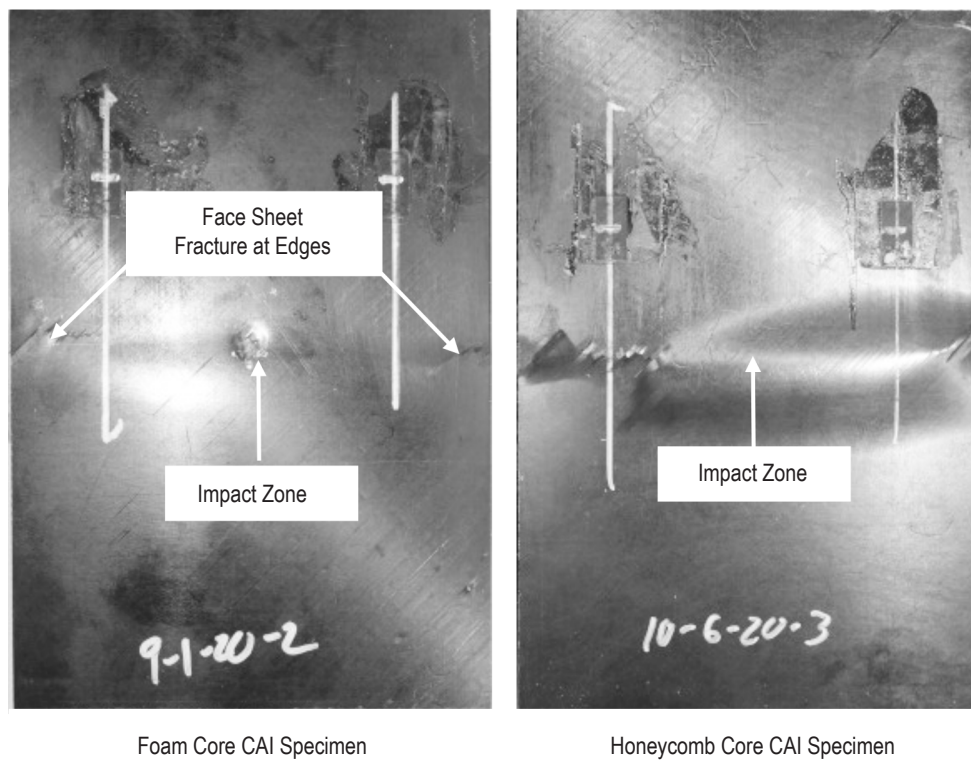 Face Sheet
Fracture at Edges
Impact Zone
9-1-20-2
Foam Core CAI Specimen
Impact Zone
10-6-20-3
Honeycomb Core CAI Specimen